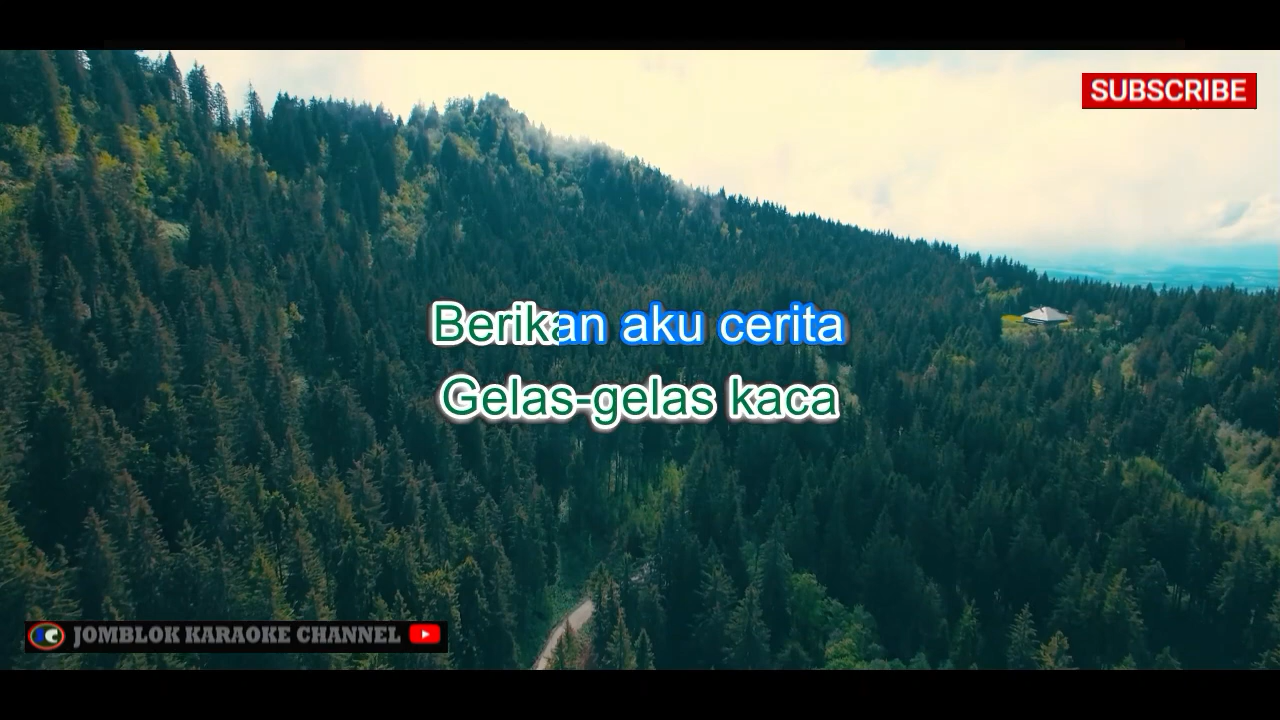 SUBSCRIBE
Berikan aku cerita
Gelas-gelas kaca
JOMBLOK KARAOKE CHANNEL